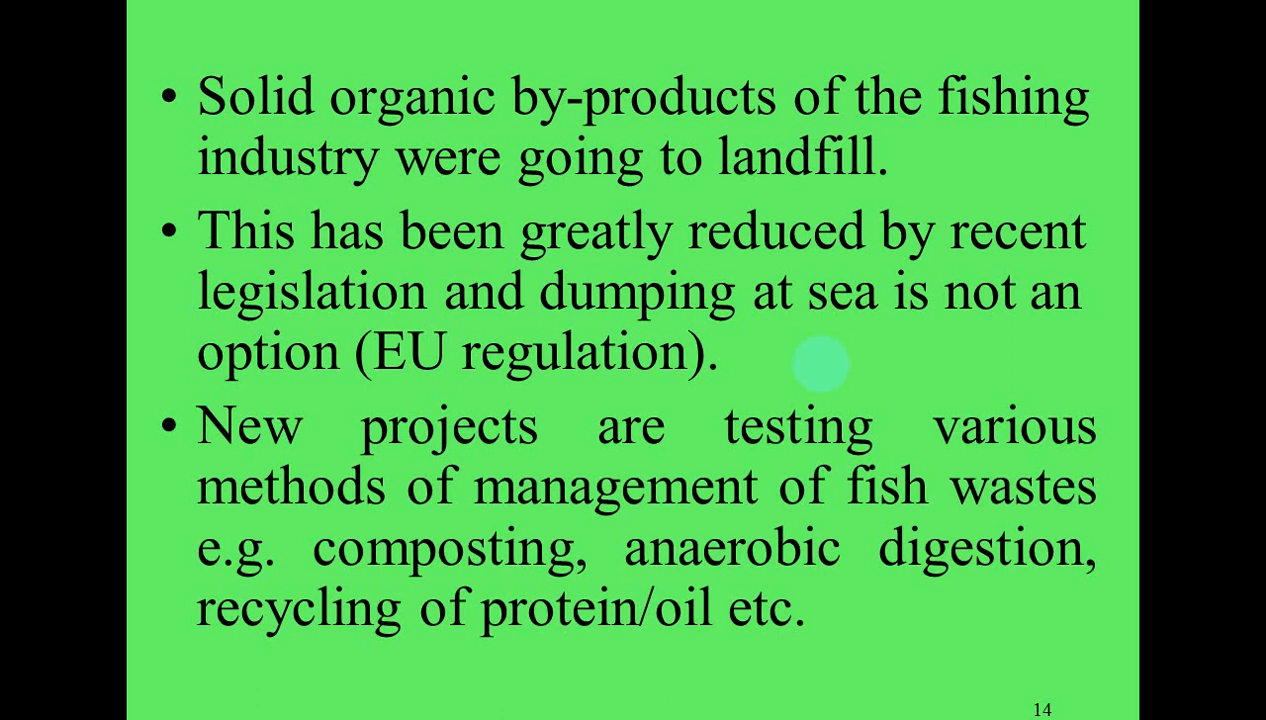 • Solid organic by-products of the fishing
industry were going to landfill.
• This has been greatly reduced by recent
legislation and dumping at sea is not an
option (EU regulation).
• New projects are testing various
methods of management of fish wastes
e.g. composting, anaerobic digestion,
recycling of protein/oil etc.
14